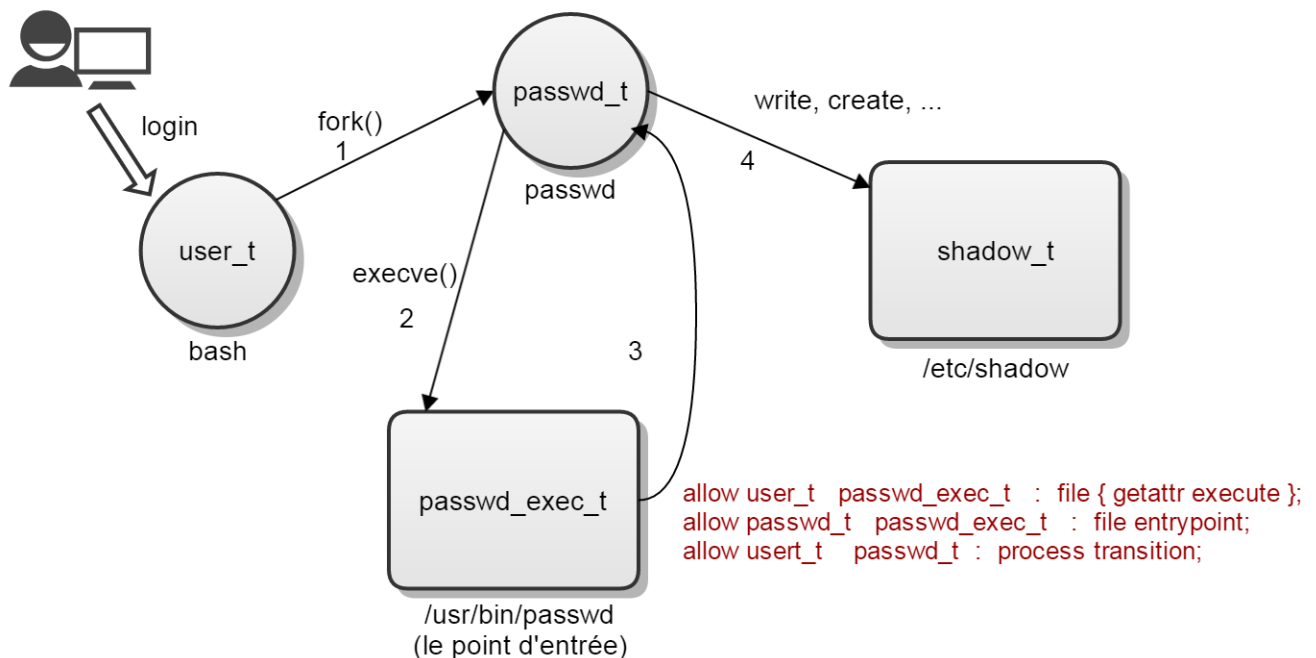 login
fork()
1
passwd_t
passwd
write, create, ...
4
user_t
bash
execve()
2
3
shadow_t
/etc/shadow
passwd_exec_t
/usr/bin/passwd
(le point d'entrée)
allow user_t passwd_exec_t : file { getattr execute };
allow passwd_t passwd_exec_t : file entrypoint;
allow usert_t passwd_t : process transition;